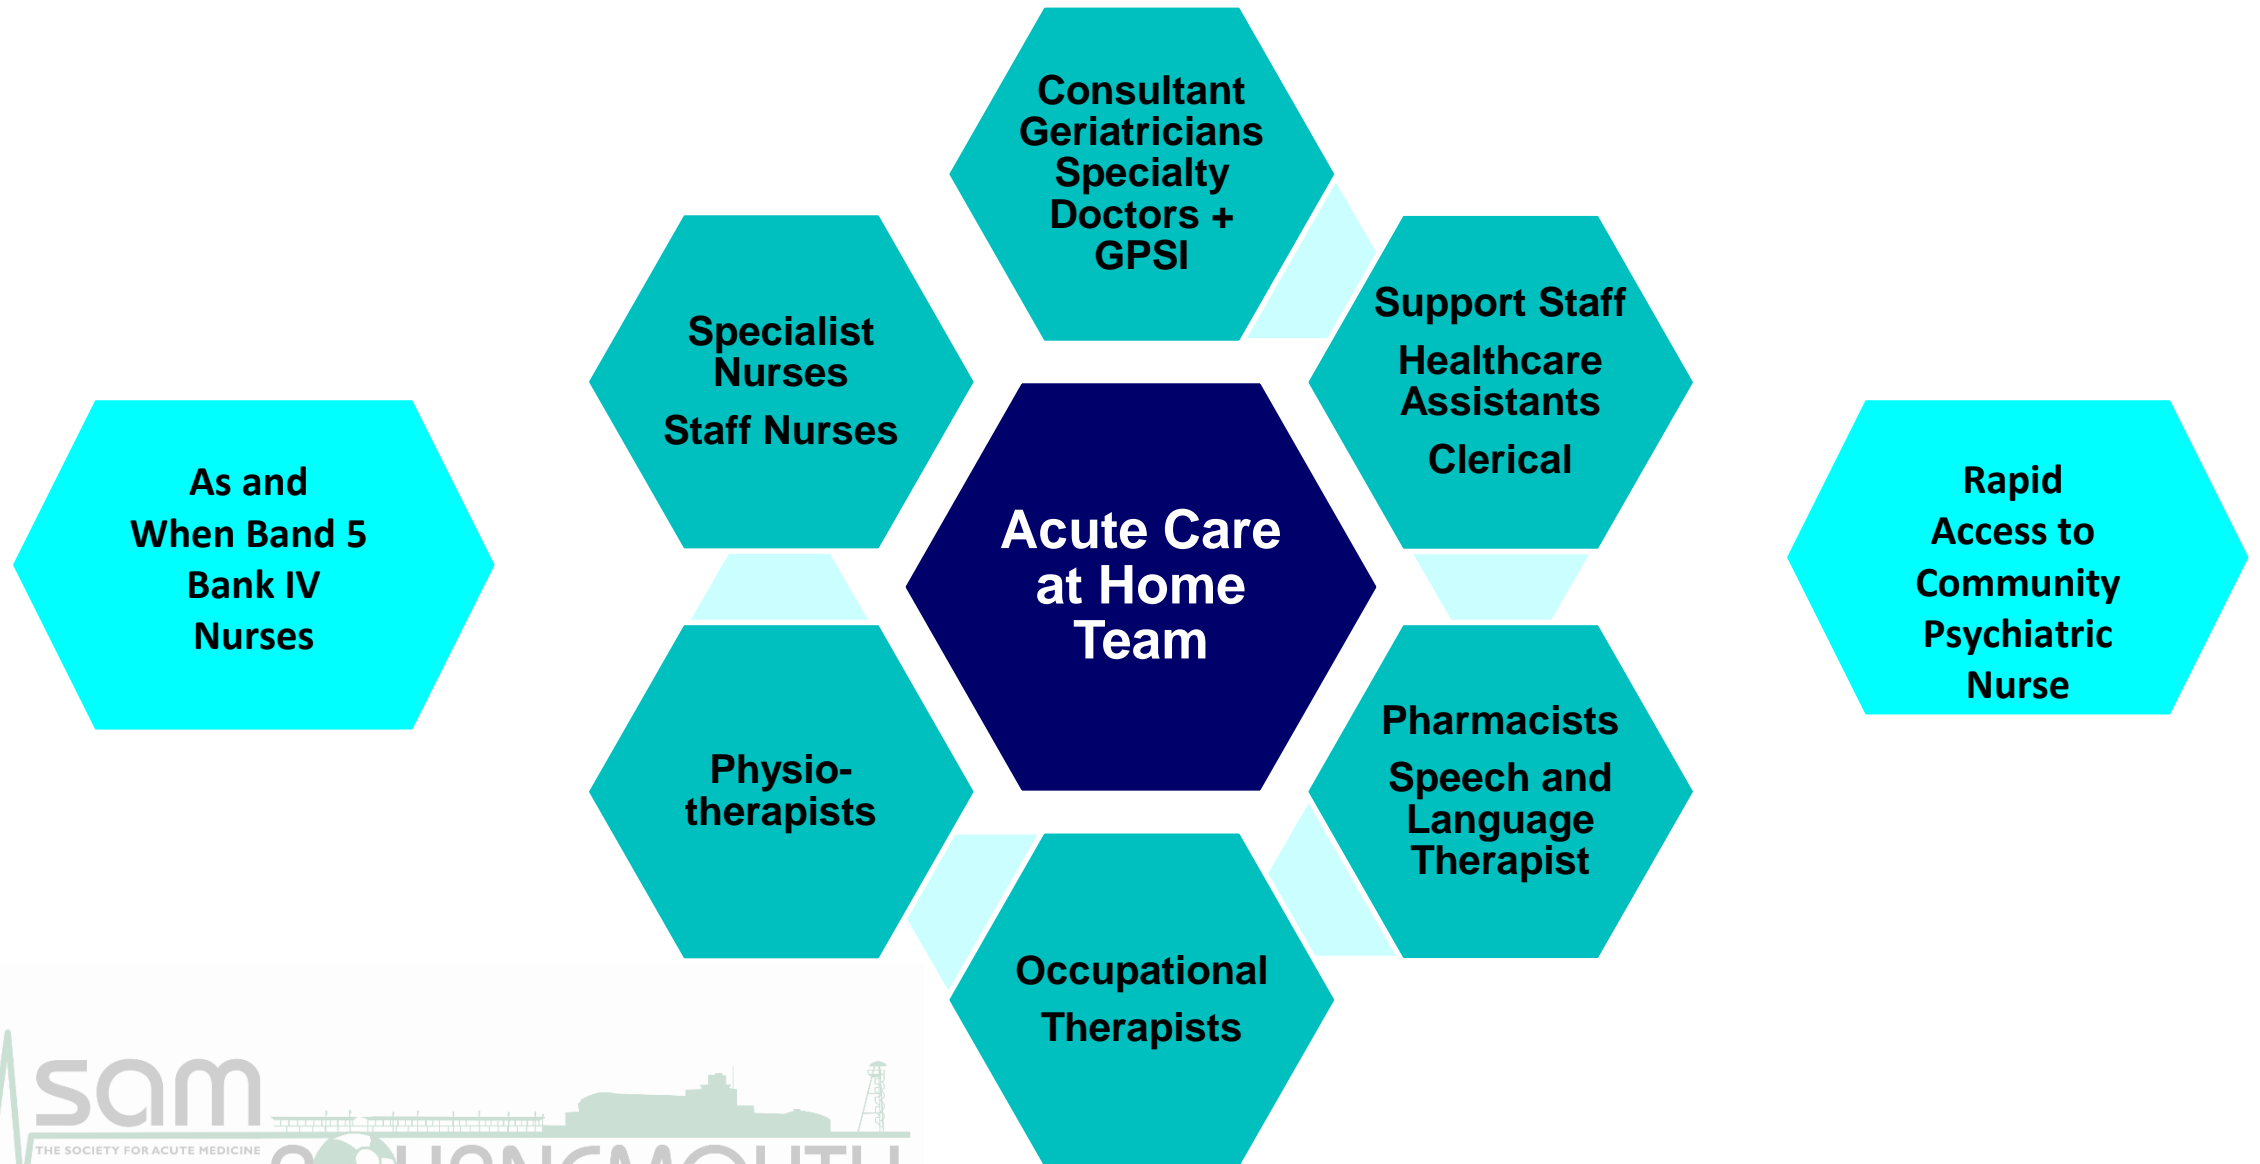 Consultant
Geriatricians
Specialty
Doctors +
GPSI
Specialist
Nurses
Staff Nurses
Support Staff
Healthcare
Assistants
Clerical
As and
When Band 5
Bank IV
Nurses
Acute Care
at Home
Team
Rapid
Access to
Community
Psychiatric
Nurse
Physio-
therapists
Pharmacists
Speech and
Language
Therapist
Occupational
Therapists
sam
THE SOCIETY FOR ACUTE MEDICINE